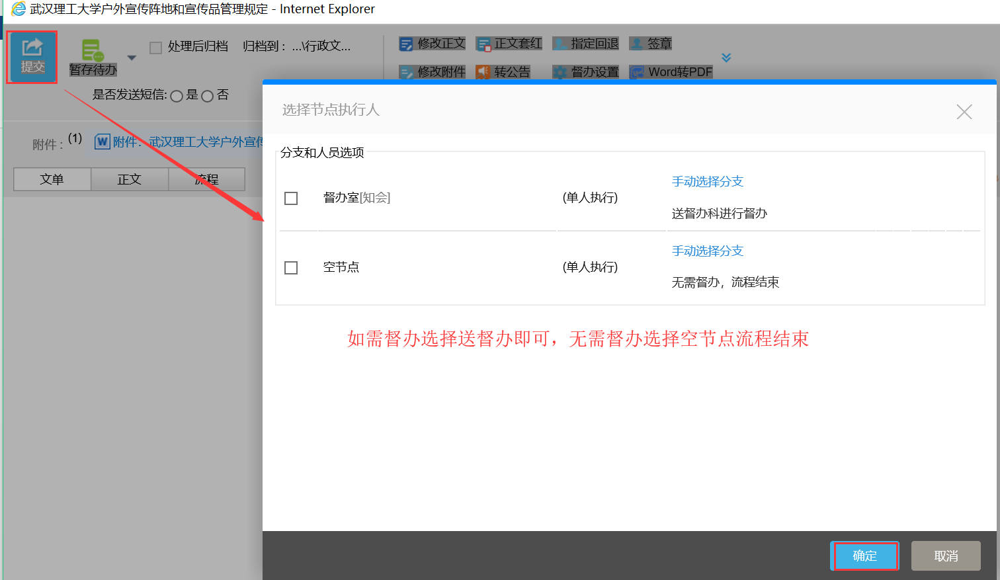 武汉理工大学户外宣传阵地和宣传品管理规定 - Internet Explorer
提交
暂存待办
处理后归档 归档到：...\行政文...
修改正文 正文套红 指定回退 签章
修改附件 转公告 督办设置 Word转PDF
是否发送短信: 是 否
附件：(1) 附件：武汉理工大学户外宣传
文单 正文 流程
选择节点执行人
分支和人员选项
督办室[知会] (单人执行) 手动选择分支
送督办科进行督办
空节点 (单人执行) 手动选择分支
无需督办，流程结束
如需督办选择送督办即可，无需督办选择空节点流程结束
确定 取消